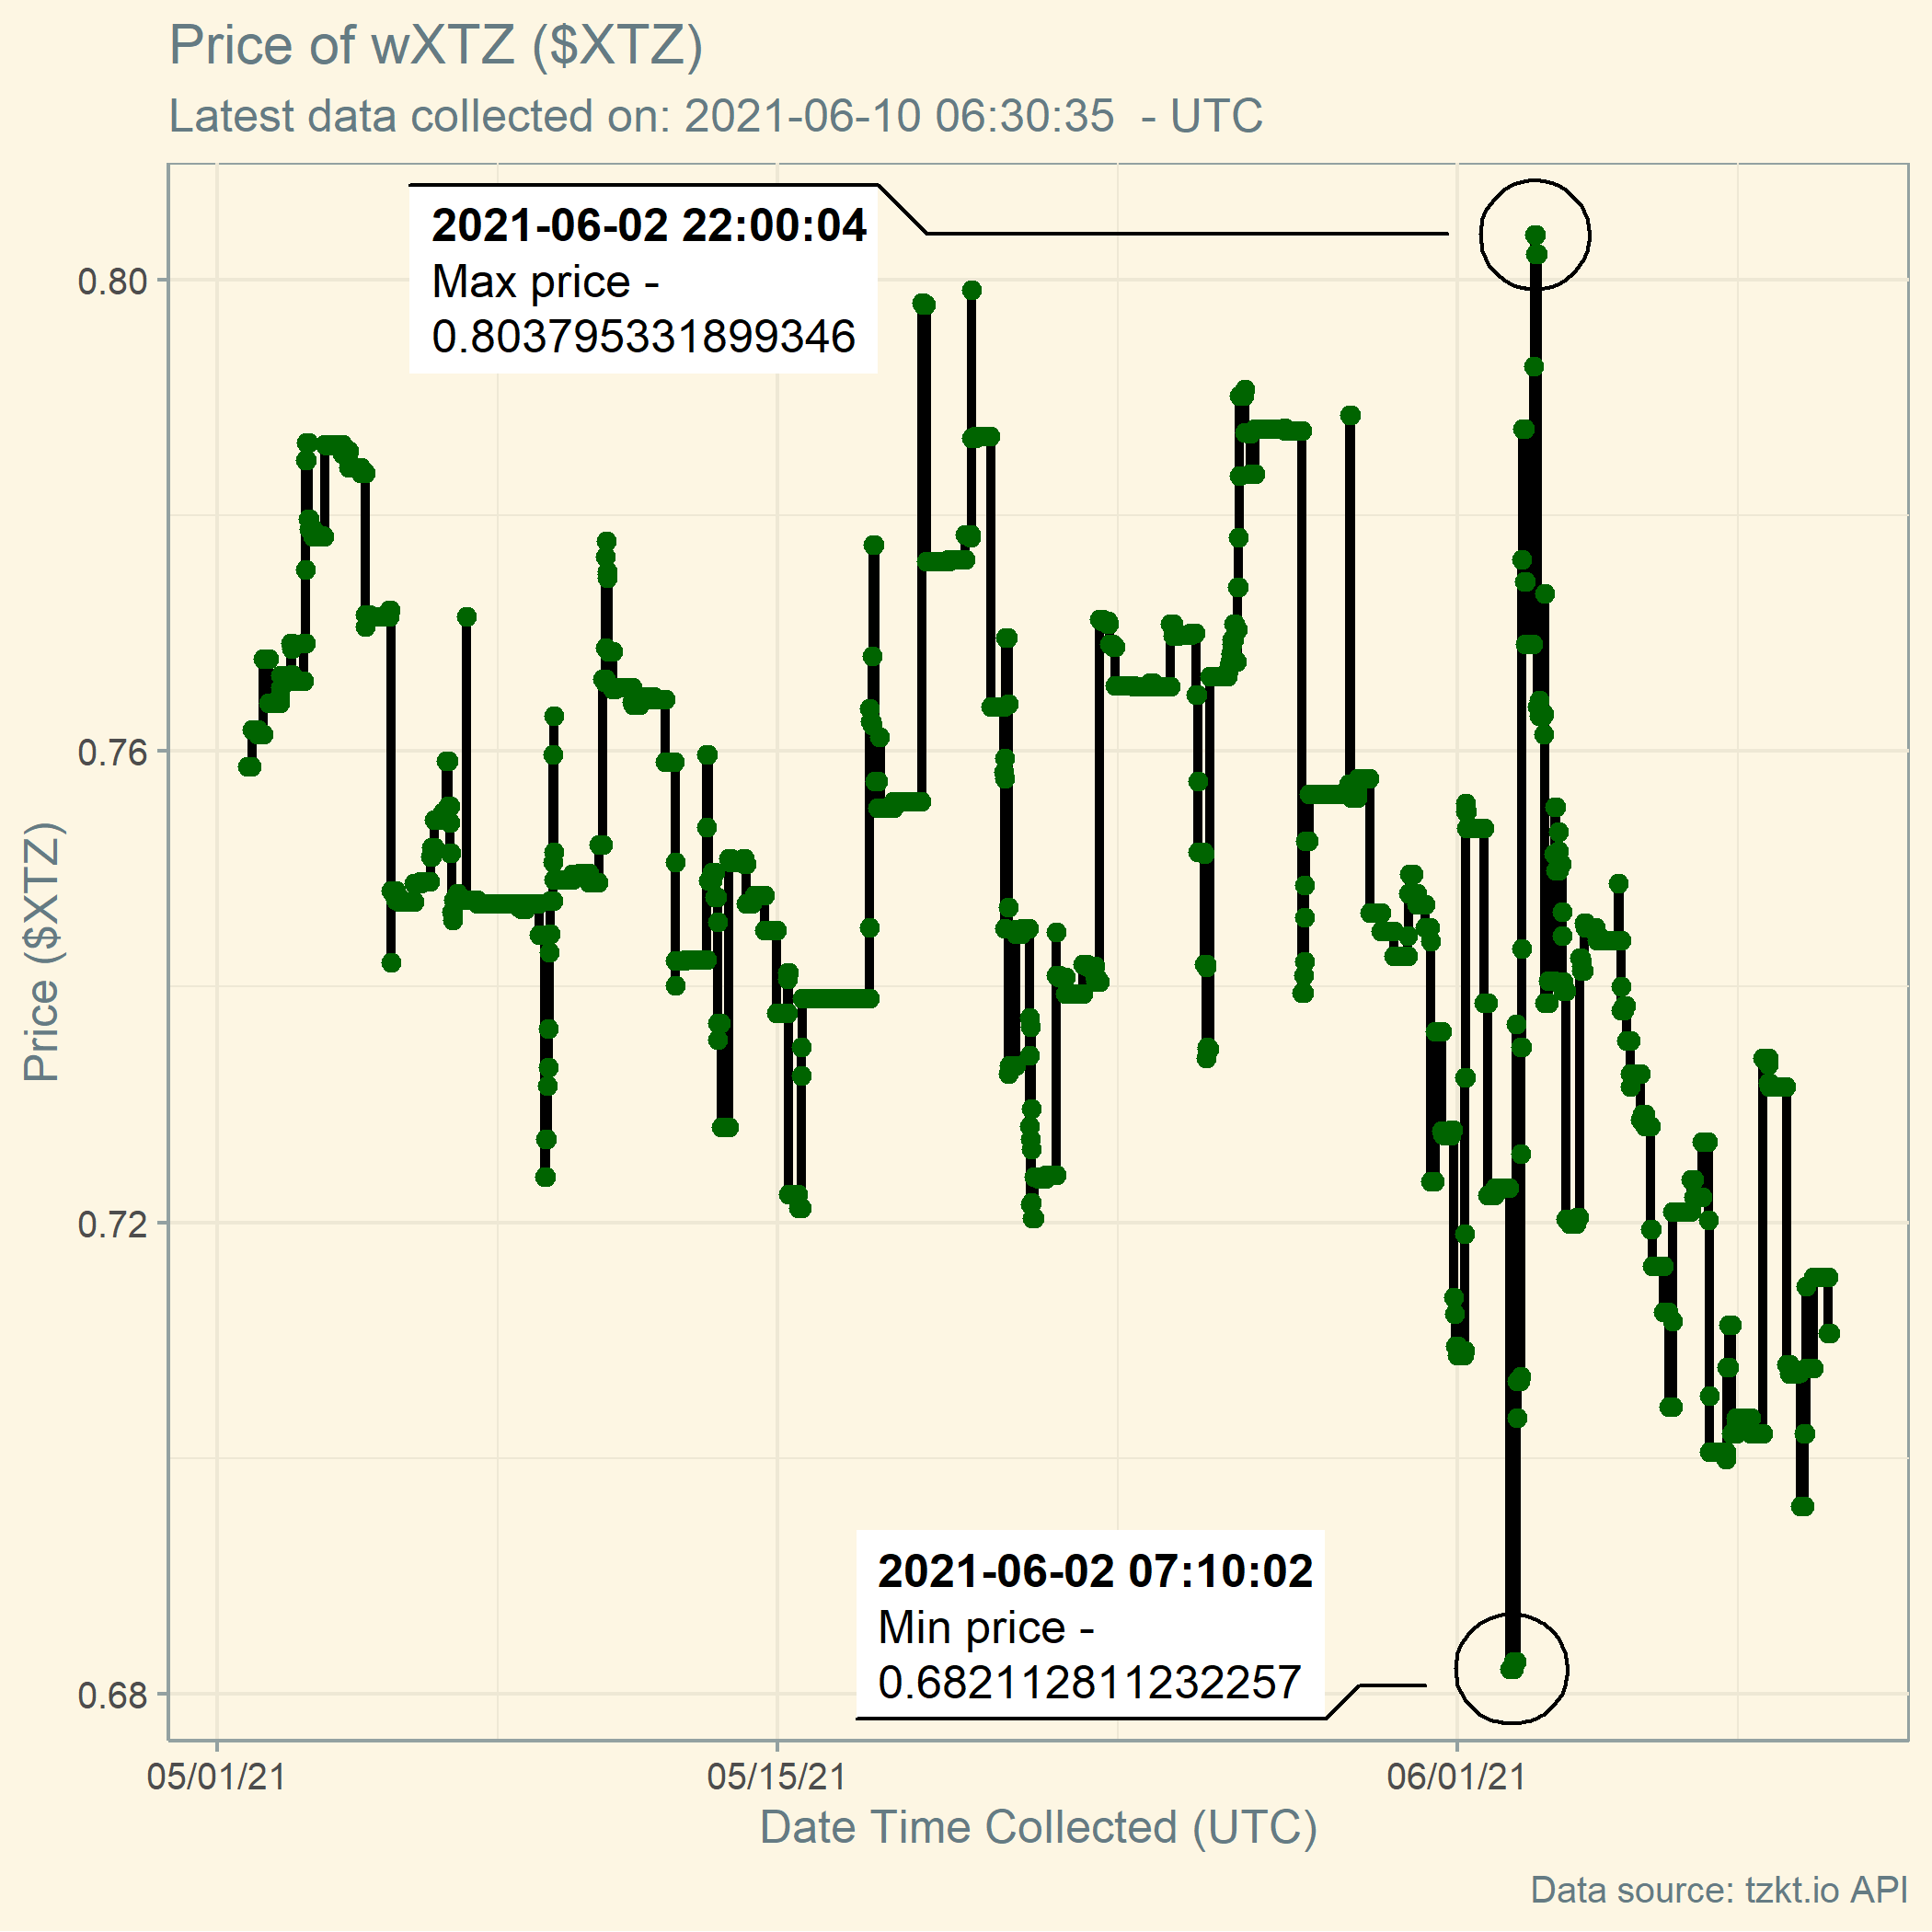 Price of wXTZ ($XTZ)
Latest data collected on: 2021-06-10 06:30:35  - UTC
2021-06-02 22:00:04
Max price -
0.803795331899346
0.80
0.76
0.72
0.68
Price ($XTZ)
2021-06-02 07:10:02
Min price -
0.682112811232257
05/01/21
05/15/21
06/01/21
Date Time Collected (UTC)
Data source: tzkt.io API